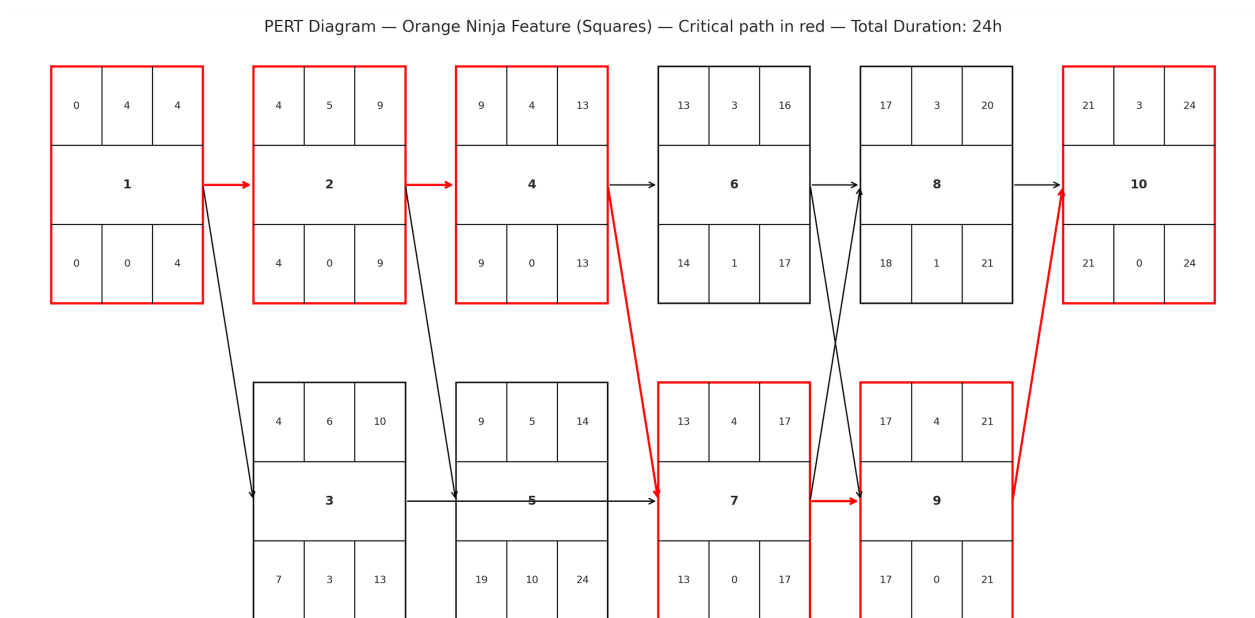 PERT Diagram — Orange Ninja Feature (Squares) — Critical path in red — Total Duration: 24h
0 4 4 4 5 9 9 4 13 13 3 16 17 3 20 21 3 24
1 2 4 6 8 10
0 0 4 4 0 9 9 0 13 14 1 17 18 1 21 21 0 24
4 6 10 9 5 14 13 4 17 17 4 21
3 5 7 9
7 3 13 19 10 24 13 0 17 17 0 21